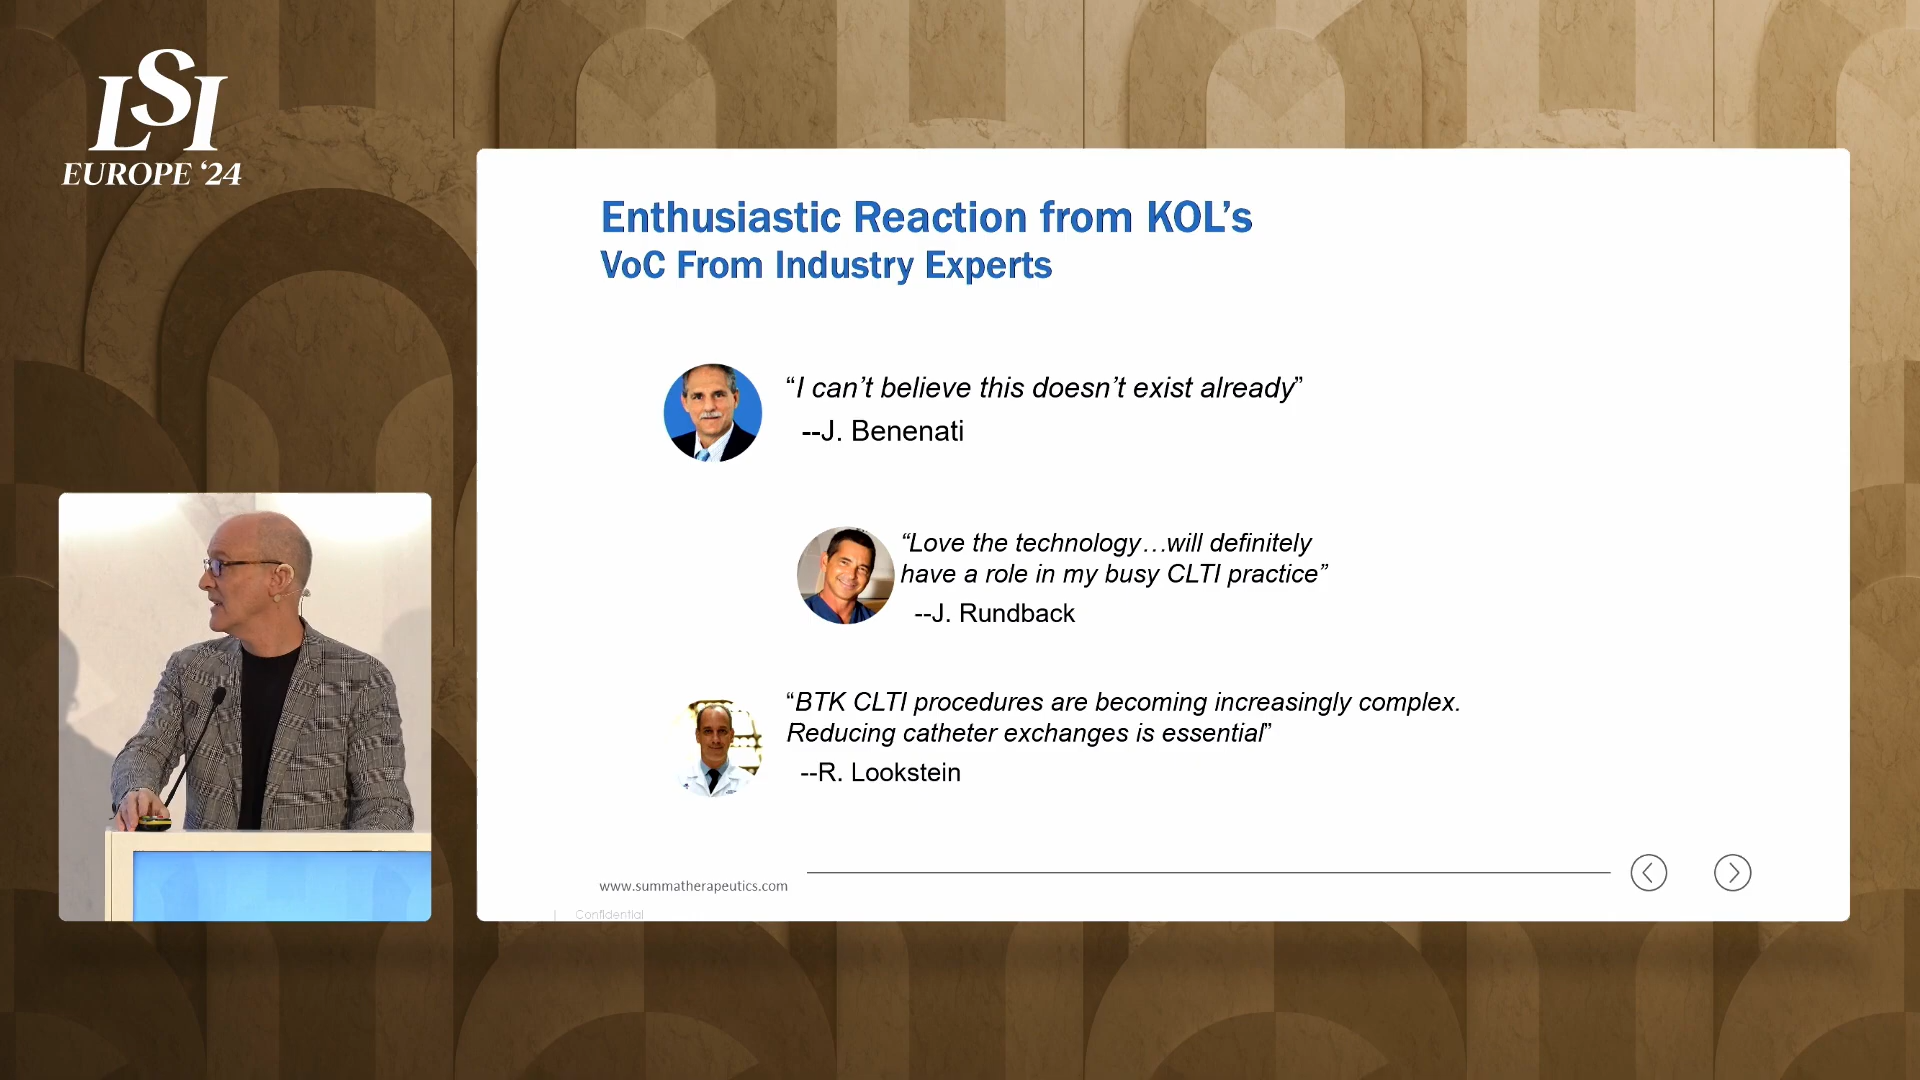 LSI
EUROPE ‘24
Enthusiastic Reaction from KOL’s
VoC From Industry Experts
“I can’t believe this doesn’t exist already”
--J. Benenati
“Love the technology…will definitely
have a role in my busy CLTI practice”
--J. Rundback
“BTK CLTI procedures are becoming increasingly complex.
Reducing catheter exchanges is essential”
--R. Lookstein
www.summatherapeutics.com
| Confidential